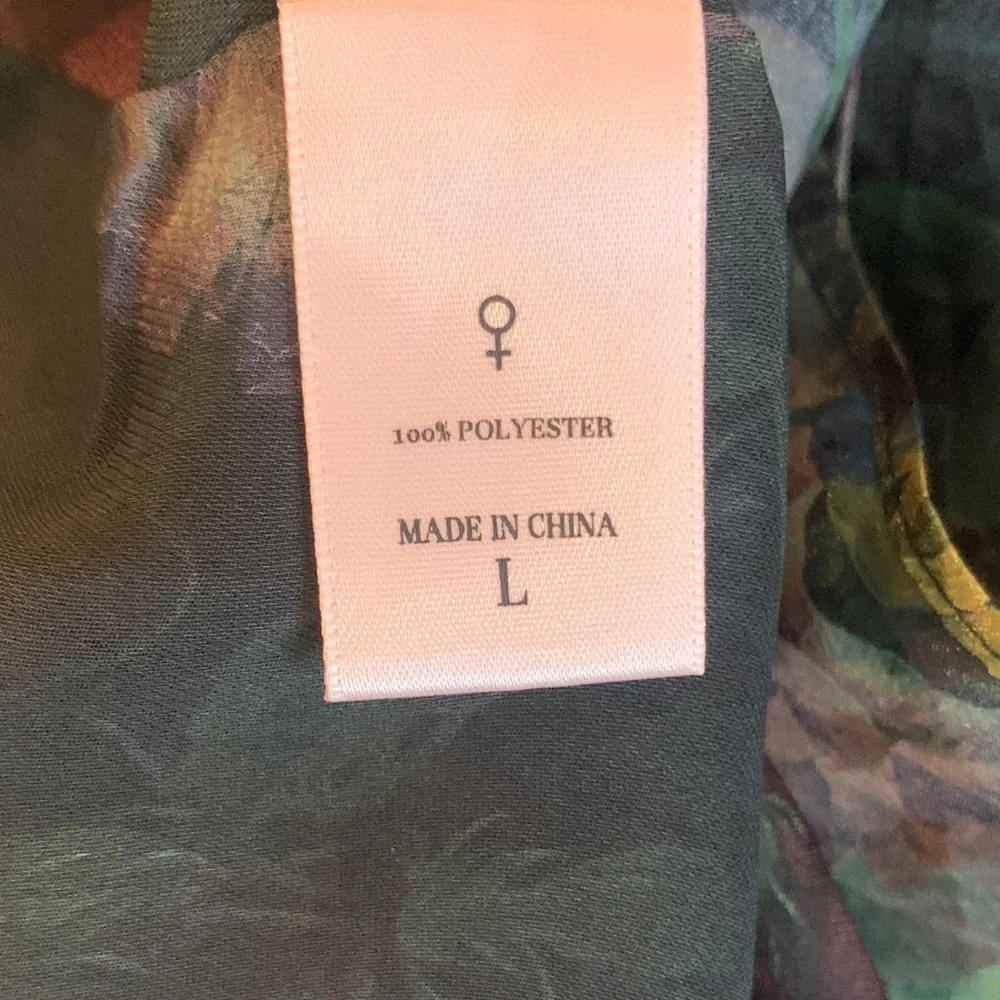 ♀
100% POLYESTER
MADE IN CHINA
L